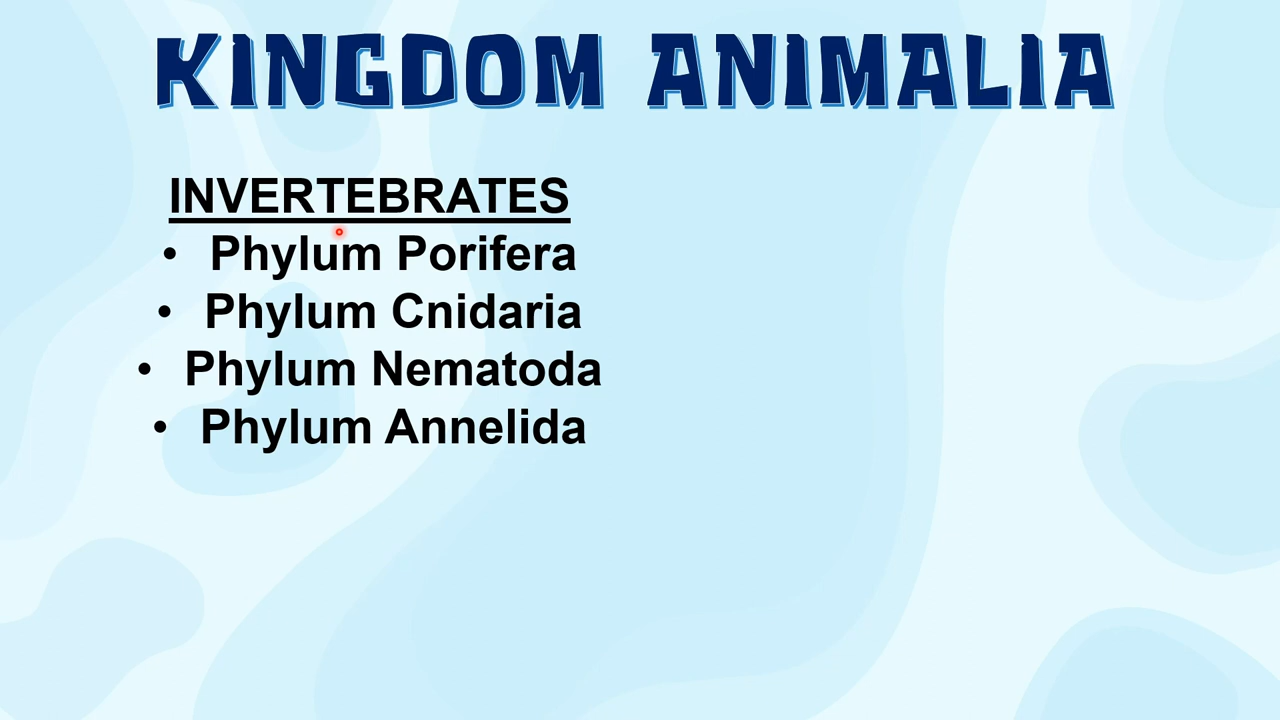 KINGDOM ANIMALIA
INVERTEBRATES
• Phylum Porifera
• Phylum Cnidaria
• Phylum Nematoda
• Phylum Annelida